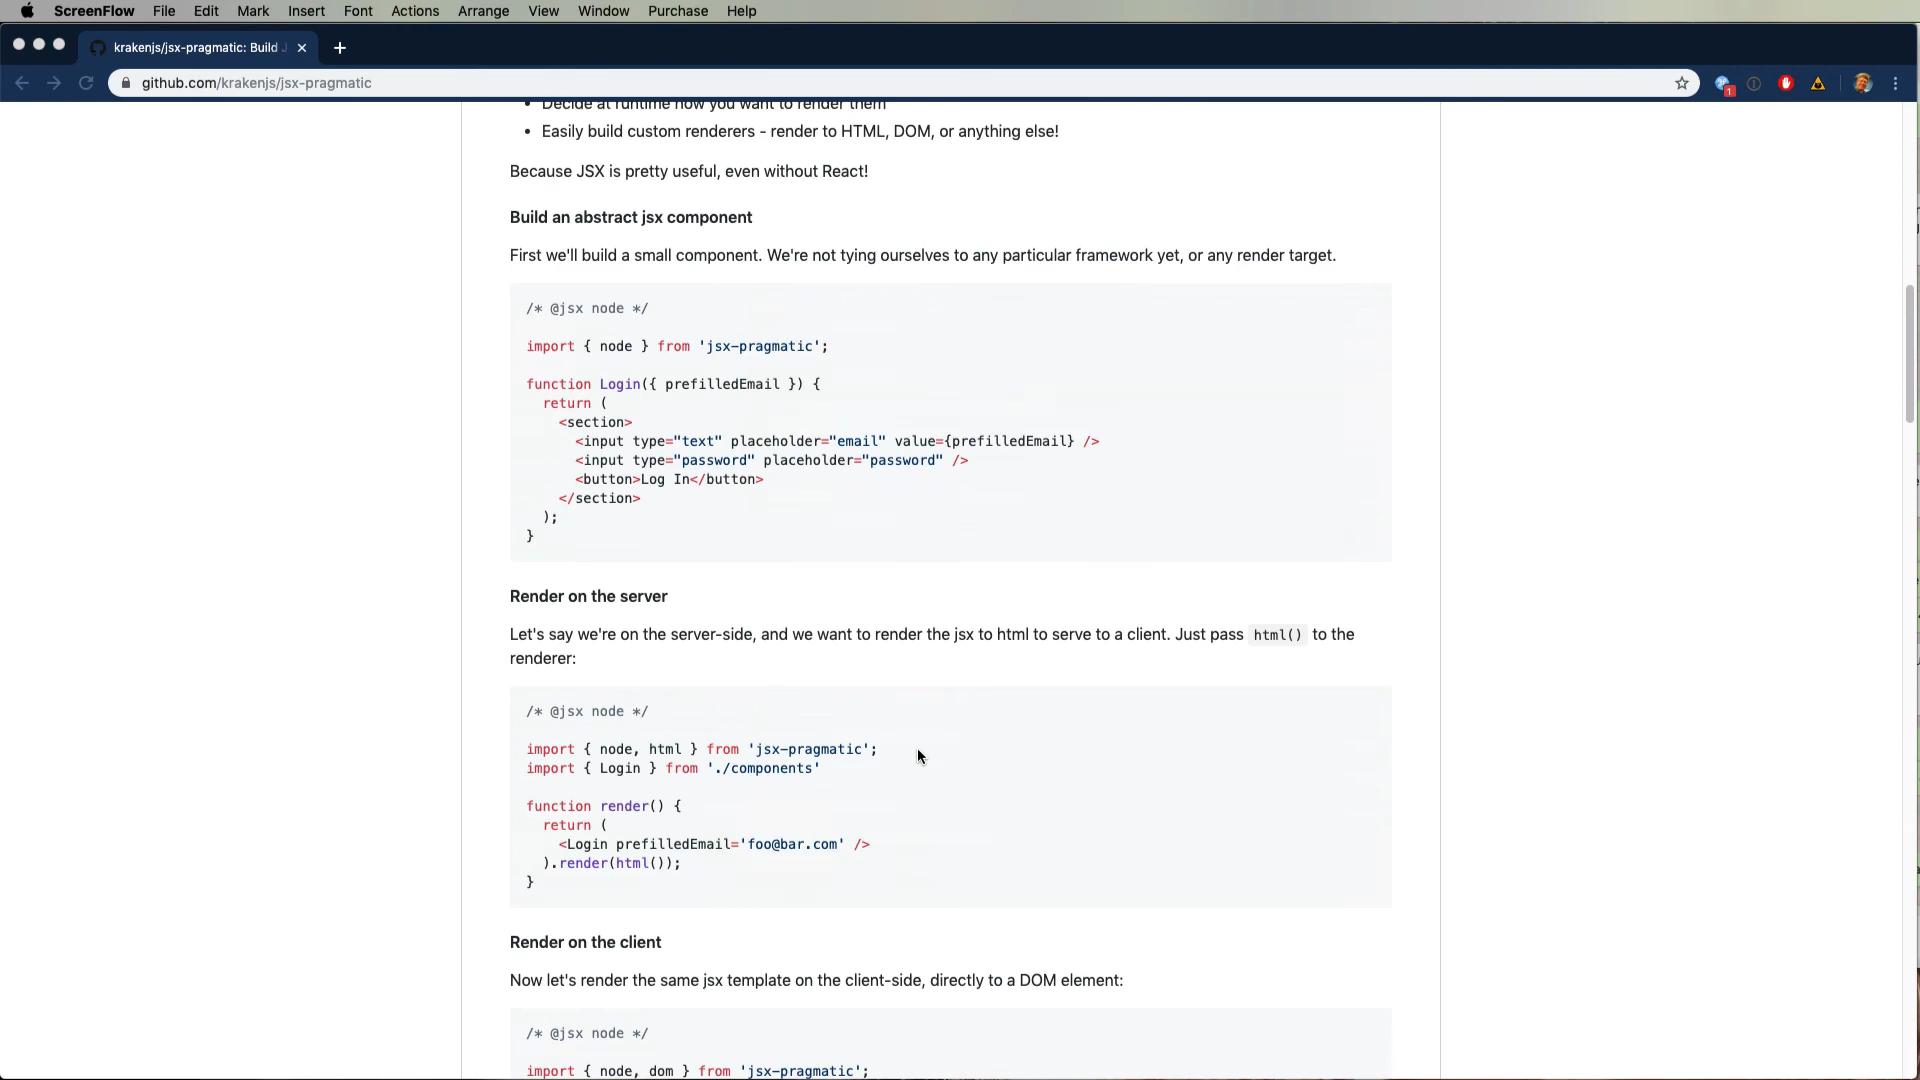 ScreenFlow File Edit Mark Insert Font Actions Arrange View Window Purchase Help
krakenjs/jsx-pragmatic: Build J
github.com/krakenjs/jsx-pragmatic
1
• Decide at runtime how you want to render them
• Easily build custom renderers - render to HTML, DOM, or anything else!
Because JSX is pretty useful, even without React!
Build an abstract jsx component
First we'll build a small component. We're not tying ourselves to any particular framework yet, or any render target.
/* @jsx node */
import { node } from 'jsx-pragmatic';
function Login({ prefilledEmail }) {
return (
<section>
<input type="text" placeholder="email" value={prefilledEmail} />
<input type="password" placeholder="password" />
<button>Log In</button>
</section>
);
}
Render on the server
Let's say we're on the server-side, and we want to render the jsx to html to serve to a client. Just pass html() to the
renderer:
/* @jsx node */
import { node, html } from 'jsx-pragmatic';
import { Login } from './components'
function render() {
return (
<Login prefilledEmail='foo@bar.com' />
).render(html());
}
Render on the client
Now let's render the same jsx template on the client-side, directly to a DOM element:
/* @jsx node */
import { node, dom } from 'jsx-pragmatic';